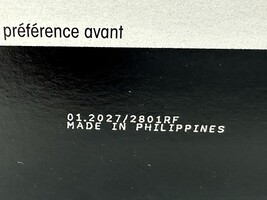 préférence avant
01.2027/2801RF
MADE IN PHILIPPINES